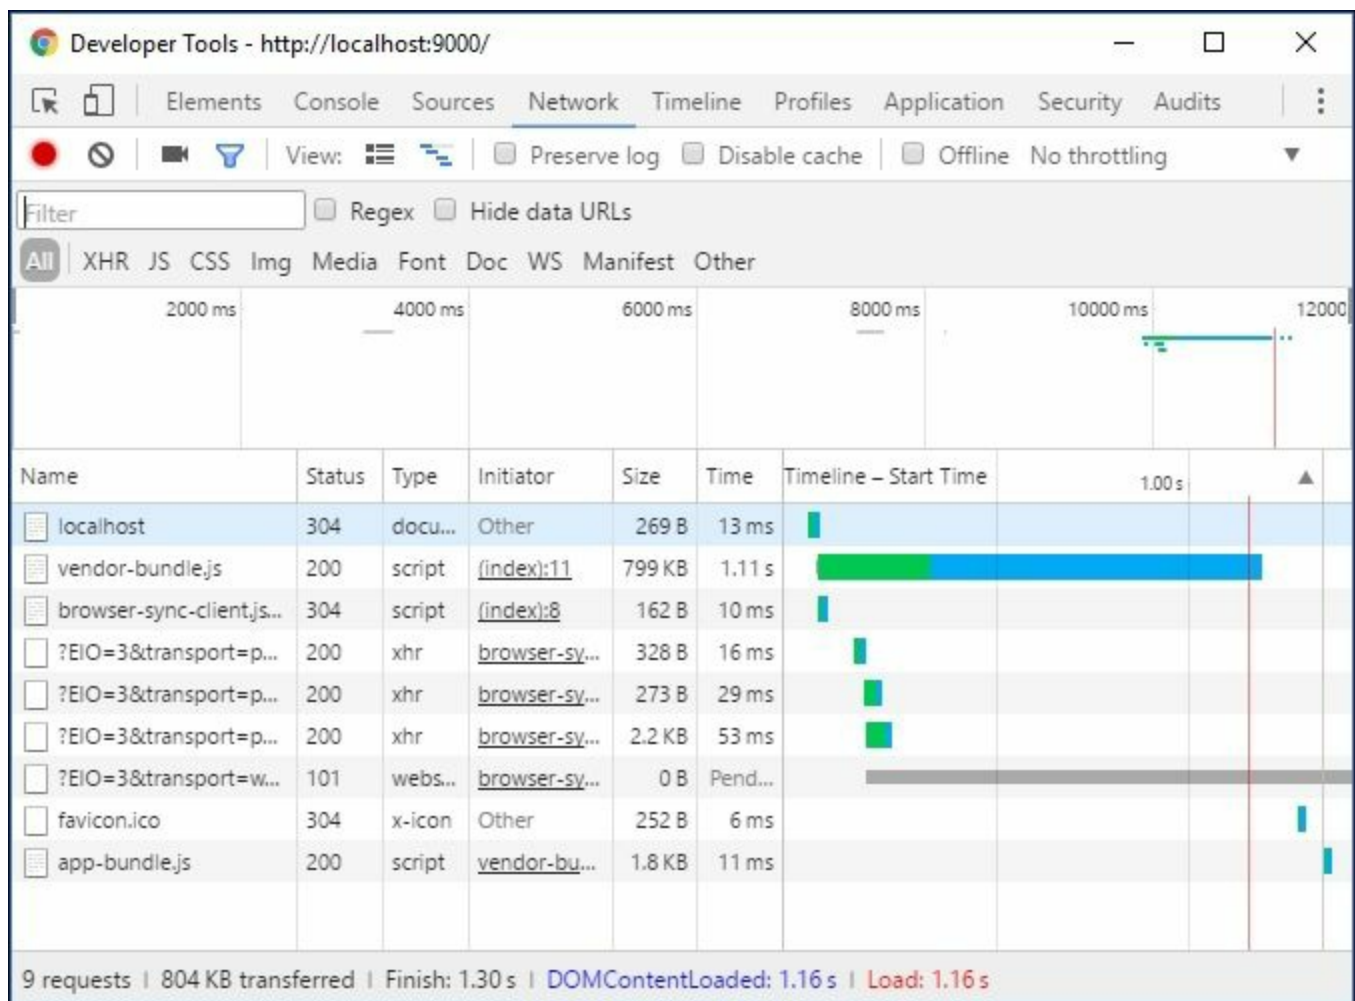 Developer Tools - http://localhost:9000/
Elements Console Sources Network Timeline Profiles Application Security Audits
View: Preserve log Disable cache Offline No throttling
Filter Regex Hide data URLs
All XHR JS CSS Img Media Font Doc WS Manifest Other
2000 ms 4000 ms 6000 ms 8000 ms 10000 ms 12000
Name Status Type Initiator Size Time Timeline – Start Time 1.00 s
localhost 304 docu... Other 269 B 13 ms
vendor-bundle.js 200 script (index):11 799 KB 1.11 s
browser-sync-client.js... 304 script (index):8 162 B 10 ms
?EIO=3&transport=p... 200 xhr browser-sy... 328 B 16 ms
?EIO=3&transport=p... 200 xhr browser-sy... 273 B 29 ms
?EIO=3&transport=p... 200 xhr browser-sy... 2.2 KB 53 ms
?EIO=3&transport=w... 101 webs... browser-sy... 0 B Pend...
favicon.ico 304 x-icon Other 252 B 6 ms
app-bundle.js 200 script vendor-bu... 1.8 KB 11 ms
9 requests | 804 KB transferred | Finish: 1.30 s | DOMContentLoaded: 1.16 s | Load: 1.16 s